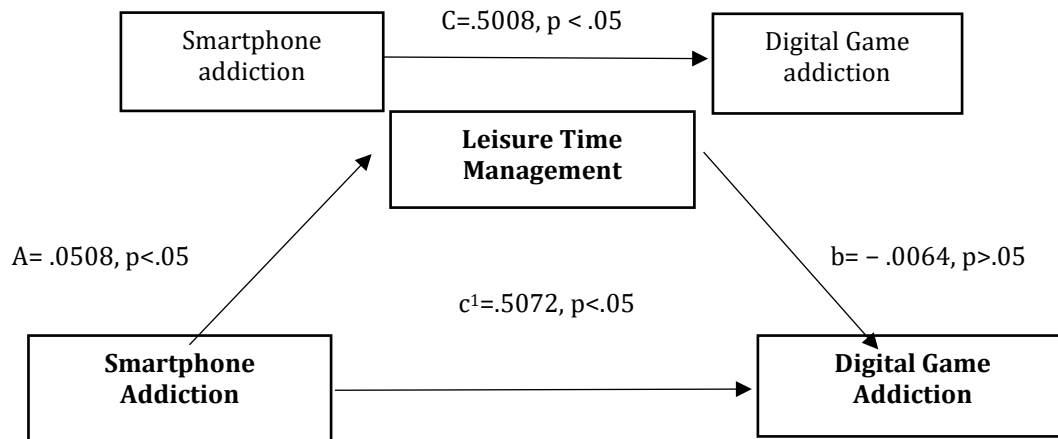 C=.5008, p < .05
Smartphone
addiction
Digital Game
addiction
Leisure Time
Management
A= .0508, p<.05
b= – .0064, p>.05
c¹=.5072, p<.05
Smartphone
Addiction
Digital Game
Addiction